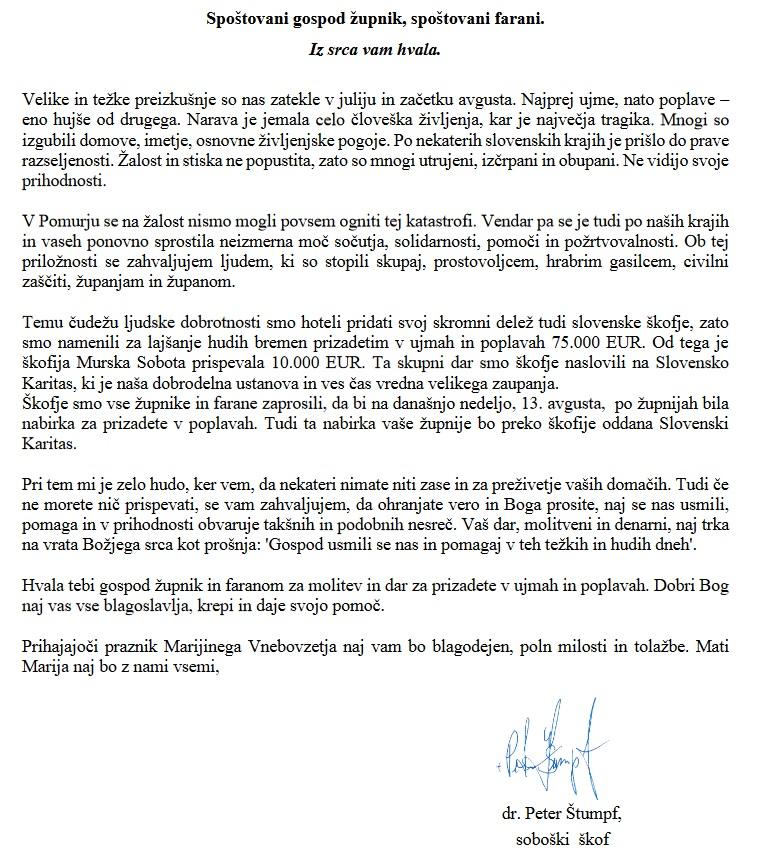 Spoštovani gospod župnik, spoštovani farani.
Iz srca vam hvala.
Velike in težke preizkušnje so nas zatekle v juliju in začetku avgusta. Najprej ujme, nato poplave –
eno hujše od drugega. Narava je jemala celo človeška življenja, kar je največja tragika. Mnogi so
izgubili domove, imetje, osnovne življenjske pogoje. Po nekaterih slovenskih krajih je prišlo do prave
razseljenosti. Žalost in stiska ne popustita, zato so mnogi utrujeni, izčrpani in obupani. Ne vidijo svoje
prihodnosti.
V Pomurju se na žalost nismo mogli povsem ogniti tej katastrofi. Vendar pa se je tudi po naših krajih
in vaseh ponovno sprostila neizmerna moč sočutja, solidarnosti, pomoči in požrtvovalnosti. Ob tej
priložnosti se zahvaljujem ljudem, ki so stopili skupaj, prostovoljcem, hrabrim gasilcem, civilni
zaščiti, županjam in županom.
Temu čudežu ljudske dobrotnosti smo hoteli pridati svoj skromni delež tudi slovenske škofje, zato
smo namenili za lajšanje hudih bremen prizadetim v ujmah in poplavah 75.000 EUR. Od tega je
škofija Murska Sobota prispevala 10.000 EUR. Ta skupni dar smo škofje naslovili na Slovensko
Karitas, ki je naša dobrodelna ustanova in ves čas vredna velikega zaupanja.
Škofje smo vse župnike in farane zaprosili, da bi na današnjo nedeljo, 13. avgusta, po župnijah bila
nabirka za prizadete v poplavah. Tudi ta nabirka vaše župnije bo preko škofije oddana Slovenski
Karitas.
Pri tem mi je zelo hudo, ker vem, da nekateri nimate niti zase in za preživetje vaših domačih. Tudi če
ne morete nič prispevati, se vam zahvaljujem, da ohranjate vero in Boga prosite, naj se nas usmili,
pomaga in v prihodnosti obvaruje takšnih in podobnih nesreč. Vaš dar, molitveni in denarni, naj trka
na vrata Božjega srca kot prošnja: 'Gospod usmili se nas in pomagaj v teh težkih in hudih dneh'.
Hvala tebi gospod župnik in faranom za molitev in dar za prizadete v ujmah in poplavah. Dobri Bog
naj vas vse blagoslavlja, krepi in daje svojo pomoč.
Prihajajoči praznik Marijinega Vnebovzetja naj vam bo blagodejen, poln milosti in tolažbe. Mati
Marija naj bo z nami vsemi,
dr. Peter Štumpf,
soboški škof